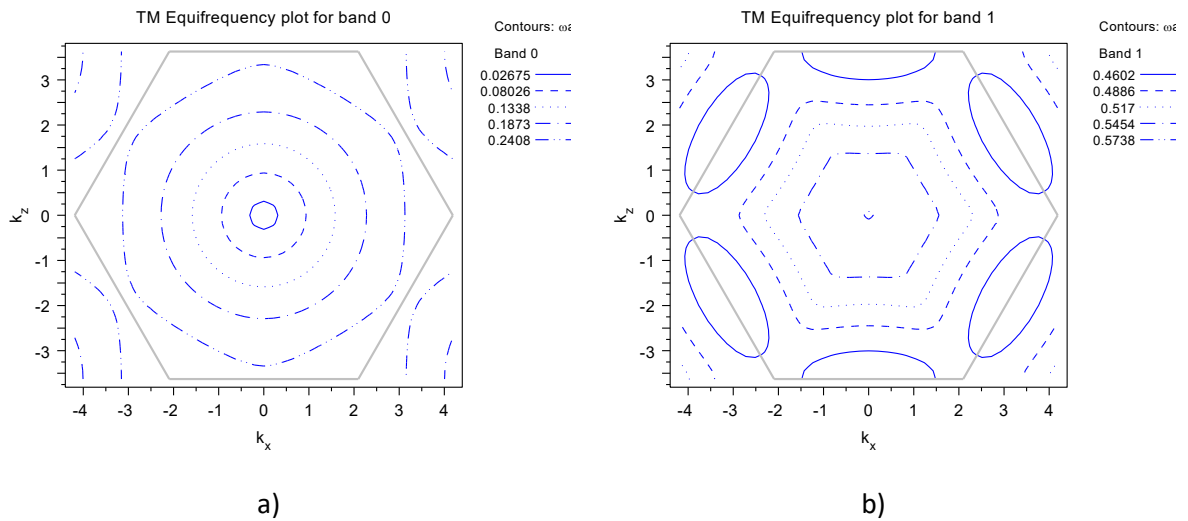 TM Equifrequency plot for band 0
Contours: ωa
Band 0
0.02675
0.08026
0.1338
0.1873
0.2408
3
2
1
0
-1
-2
-3
k_z
-4 -3 -2 -1 0 1 2 3 4
k_x
a)
TM Equifrequency plot for band 1
Contours: ωa
Band 1
0.4602
0.4886
0.517
0.5454
0.5738
3
2
1
0
-1
-2
-3
k_z
-4 -3 -2 -1 0 1 2 3 4
k_x
b)